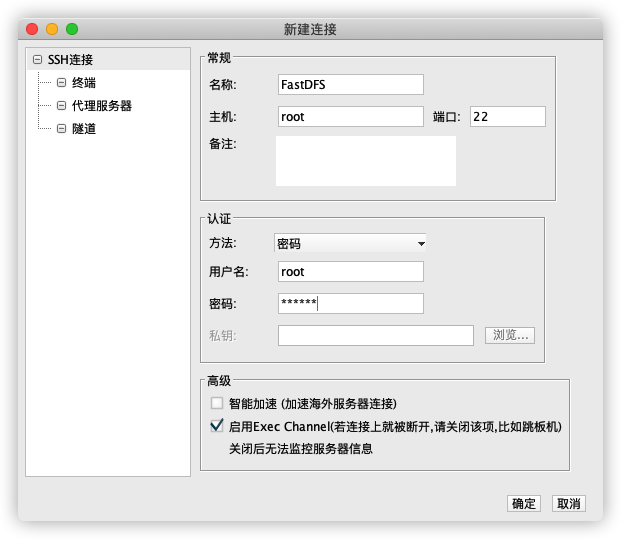 新建连接
SSH连接
终端
代理服务器
隧道
常规
名称: FastDFS
主机: root 端口: 22
备注:
认证
方法: 密码
用户名: root
密码: ******
私钥: 浏览...
高级
智能加速 (加速海外服务器连接)
启用Exec Channel(若连接上就被断开,请关闭该项,比如跳板机)
关闭后无法监控服务器信息
确定 取消